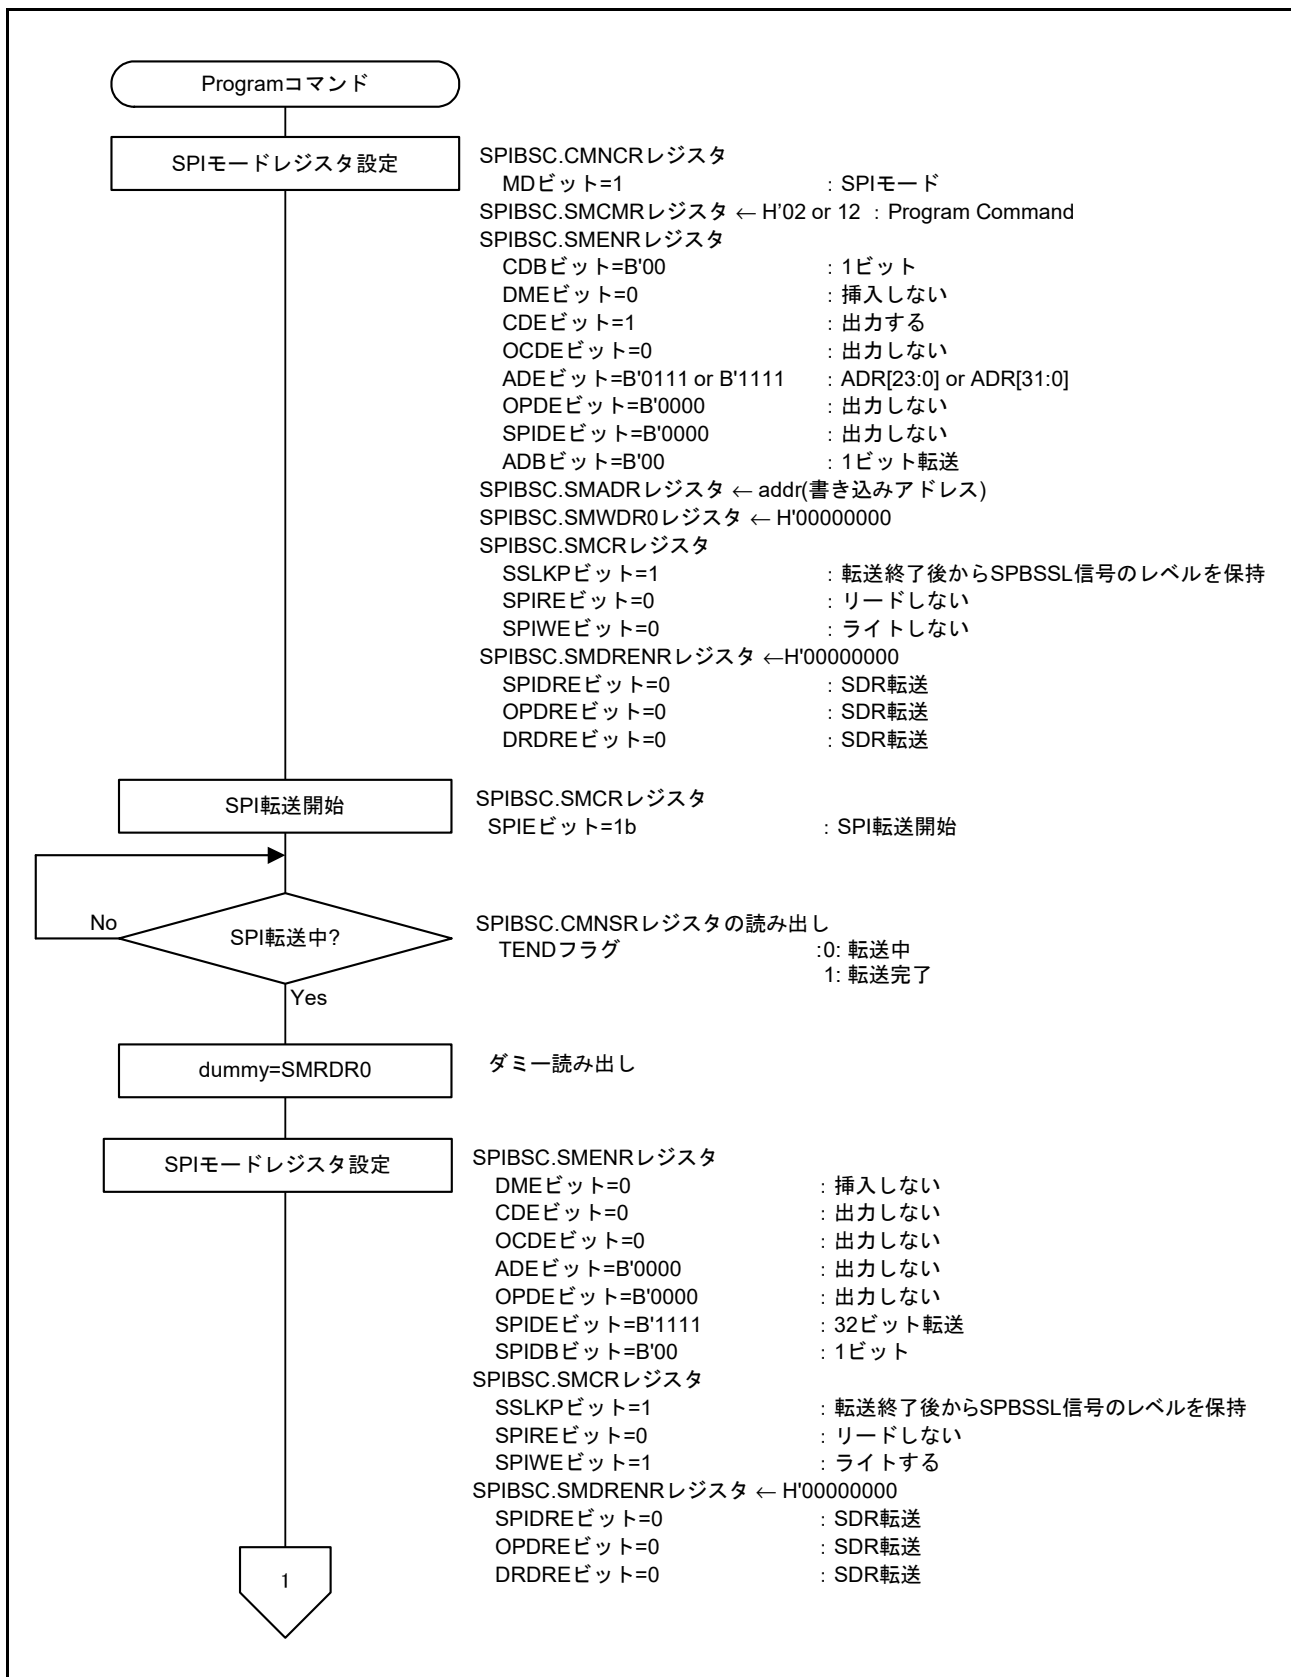 Programコマンド
SPIモードレジスタ設定
SPIBSC.CMNCRレジスタ
MDビット=1 : SPIモード
SPIBSC.SMCMRレジスタ ← H’02 or 12 : Program Command
SPIBSC.SMENRレジスタ
CDBビット=B'00 : 1ビット
DMEビット=0 : 挿入しない
CDEビット=1 : 出力する
OCDEビット=0 : 出力しない
ADEビット=B'0111 or B'1111 : ADR[23:0] or ADR[31:0]
OPDEビット=B'0000 : 出力しない
SPIDEビット=B'0000 : 出力しない
ADBビット=B'00 : 1ビット転送
SPIBSC.SMADRレジスタ ← addr(書き込みアドレス)
SPIBSC.SMWDR0レジスタ ← H'00000000
SPIBSC.SMCRレジスタ
SSLKPビット=1 : 転送終了後からSPBSSL信号のレベルを保持
SPIREビット=0 : リードしない
SPIWEビット=0 : ライトしない
SPIBSC.SMDRENRレジスタ ←H'00000000
SPIDREビット=0 : SDR転送
OPDREビット=0 : SDR転送
DRDREビット=0 : SDR転送
SPI転送開始
SPIBSC.SMCRレジスタ
SPIEビット=1b : SPI転送開始
No
SPI転送中?
SPIBSC.CMNSRレジスタの読み出し
TENDフラグ :0: 転送中
1: 転送完了
Yes
dummy=SMRDR0
ダミー読み出し
SPIモードレジスタ設定
SPIBSC.SMENRレジスタ
DMEビット=0 : 挿入しない
CDEビット=0 : 出力しない
OCDEビット=0 : 出力しない
ADEビット=B'0000 : 出力しない
OPDEビット=B'0000 : 出力しない
SPIDEビット=B'1111 : 32ビット転送
SPIDBビット=B'00 : 1ビット
SPIBSC.SMCRレジスタ
SSLKPビット=1 : 転送終了後からSPBSSL信号のレベルを保持
SPIREビット=0 : リードしない
SPIWEビット=1 : ライトする
SPIBSC.SMDRENRレジスタ ← H'00000000
SPIDREビット=0 : SDR転送
OPDREビット=0 : SDR転送
DRDREビット=0 : SDR転送
1